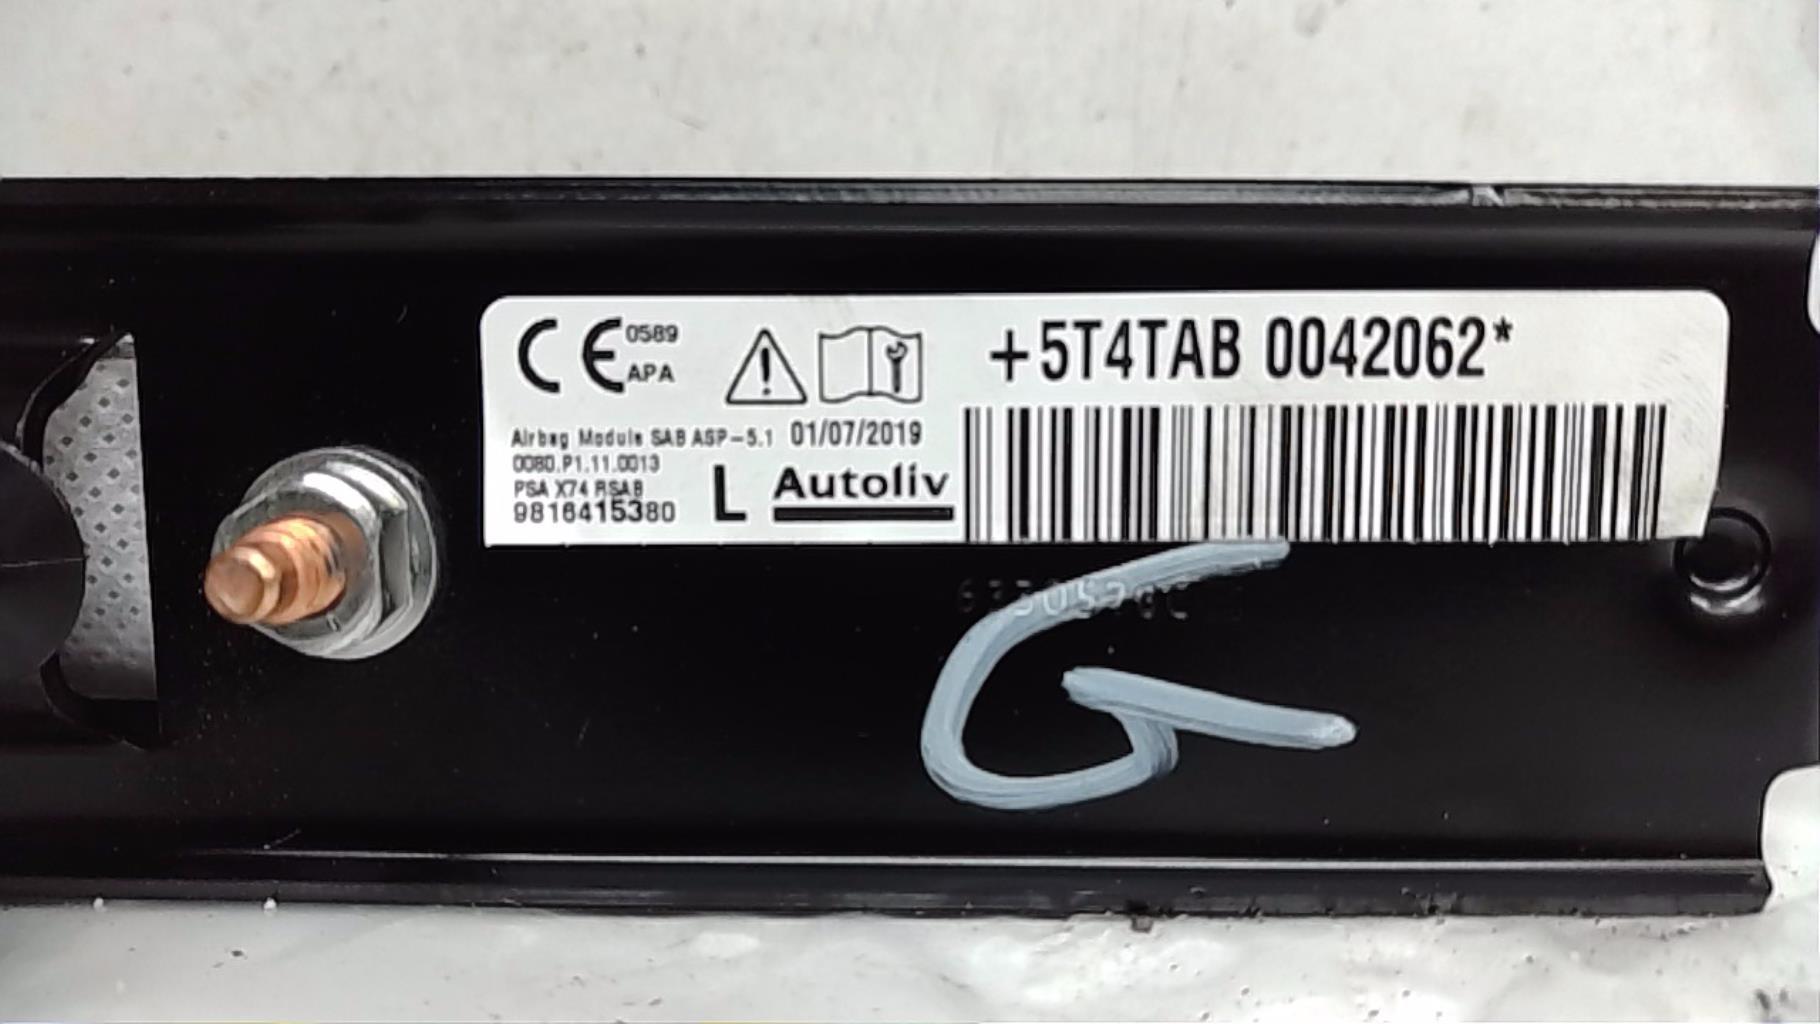 CE 0589
APA
+5T4TAB 0042062*
Airbag Module SAB ASP-5.1 01/07/2019
0080.P1.11.0013
PSA X74 RSAB
9816415380
L Autoliv
G